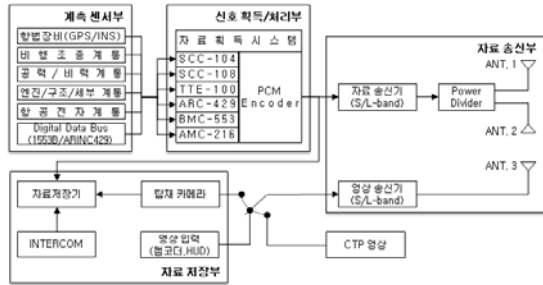 계측 센서부
항법장비(GPS/INS)
비 행 조 종 계 통
공 력 / 비 력 계 통
엔진/구조/세부 계통
항 공 전 자 계 통
Digital Data Bus
(1553B/ARINC429)
신호 획득/처리부
자 료 획 득 시 스 템
SCC-104
SCC-108
TTE-100
ARC-429
BMC-553
AMC-216
PCM
Encoder
자료 송신부
자료 송신기
(S/L-band)
Power
Divider
ANT. 1
ANT. 2
ANT. 3
영상 송신기
(S/L-band)
자료저장기
탑재 카메라
INTERCOM
영상 입력
(캠코더,HUD)
CTP 영상
자료 저장부